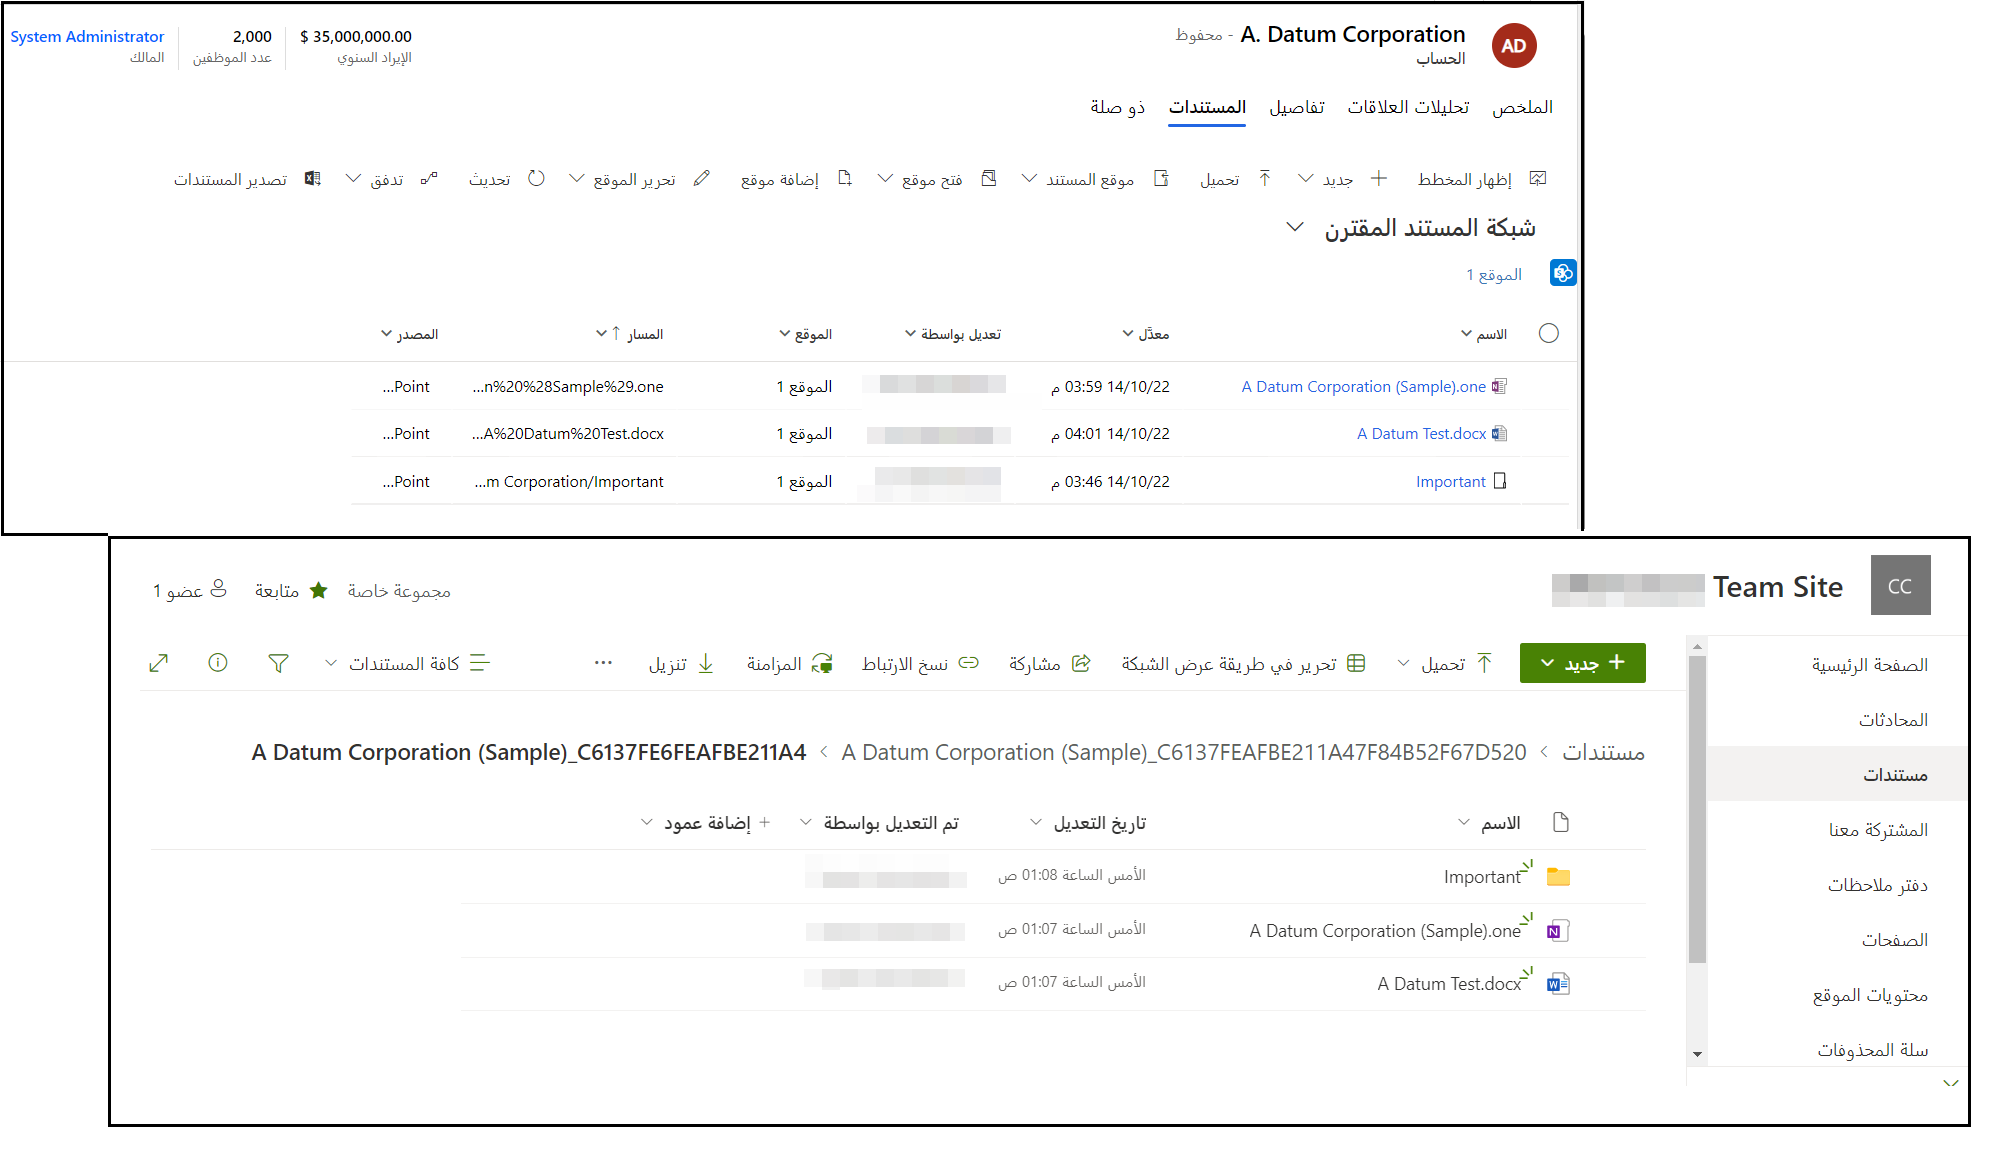 AD
A. Datum Corporation - محفوظ
الحساب
$ 35,000,000.00
الإيراد السنوي
2,000
عدد الموظفين
System Administrator
المالك
الملخص تحليلات العلاقات تفاصيل المستندات ذو صلة
إظهار المخطط جديد تحميل موقع المستند فتح موقع إضافة موقع تحرير الموقع تحديث تدفق تصدير المستندات
شبكة المستند المقترن
الموقع 1
الاسم معدَّل تعديل بواسطة الموقع المسار المصدر
A Datum Corporation (Sample).one 14/10/22 03:59 م الموقع 1 ...n%20%28Sample%29.one ...Point
A Datum Test.docx 14/10/22 04:01 م الموقع 1 ...A%20Datum%20Test.docx ...Point
Important 14/10/22 03:46 م الموقع 1 ...m Corporation/Important ...Point
CC
Team Site
مجموعة خاصة متابعة عضو 1
الصفحة الرئيسية
المحادثات
مستندات
المشتركة معنا
دفتر ملاحظات
الصفحات
محتويات الموقع
سلة المحذوفات
+ جديد تحميل تحرير في طريقة عرض الشبكة مشاركة نسخ الارتباط المزامنة تنزيل ... كافة المستندات
مستندات > A Datum Corporation (Sample)_C6137FEAFBE211A47F84B52F67D520 > A Datum Corporation (Sample)_C6137FE6FEAFBE211A4
الاسم تاريخ التعديل تم التعديل بواسطة + إضافة عمود
Important الأمس الساعة 01:08 ص
A Datum Corporation (Sample).one الأمس الساعة 01:07 ص
A Datum Test.docx الأمس الساعة 01:07 ص